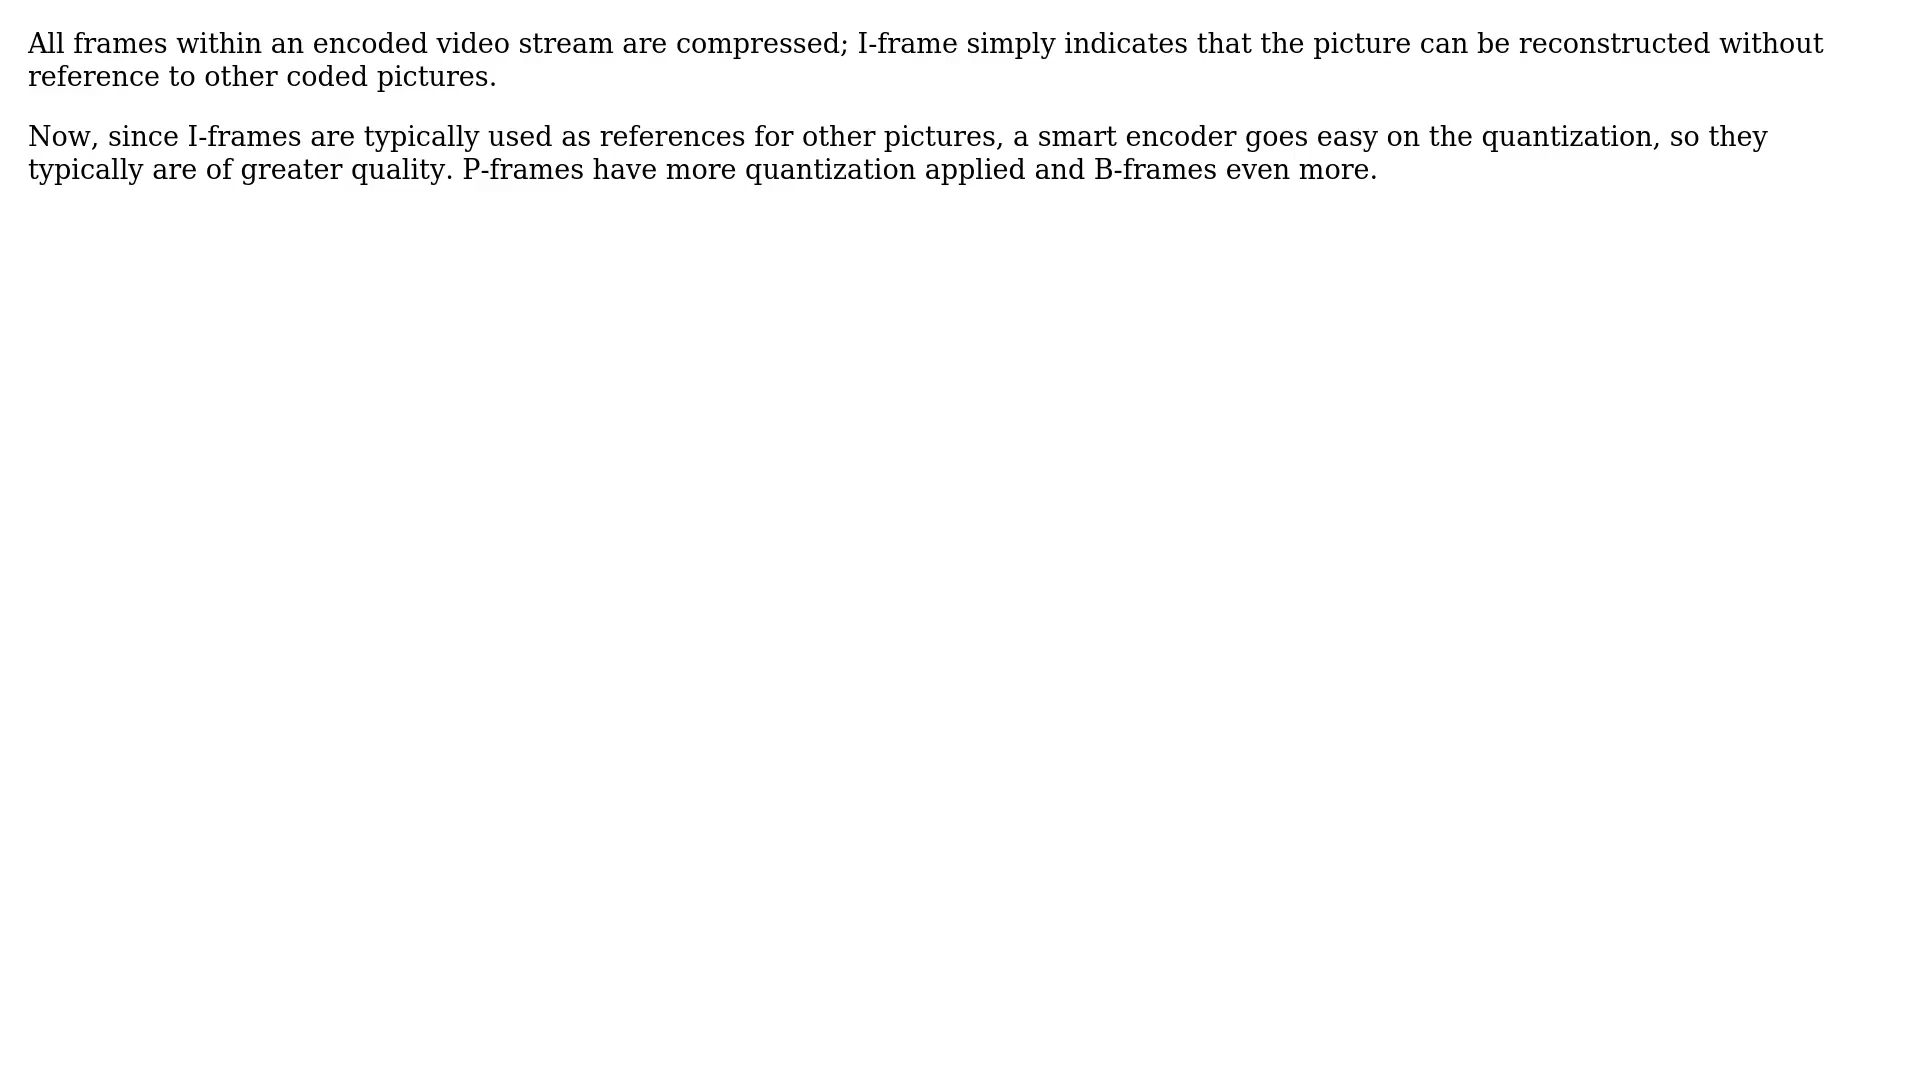 All frames within an encoded video stream are compressed; I-frame simply indicates that the picture can be reconstructed without
reference to other coded pictures.
Now, since I-frames are typically used as references for other pictures, a smart encoder goes easy on the quantization, so they
typically are of greater quality. P-frames have more quantization applied and B-frames even more.